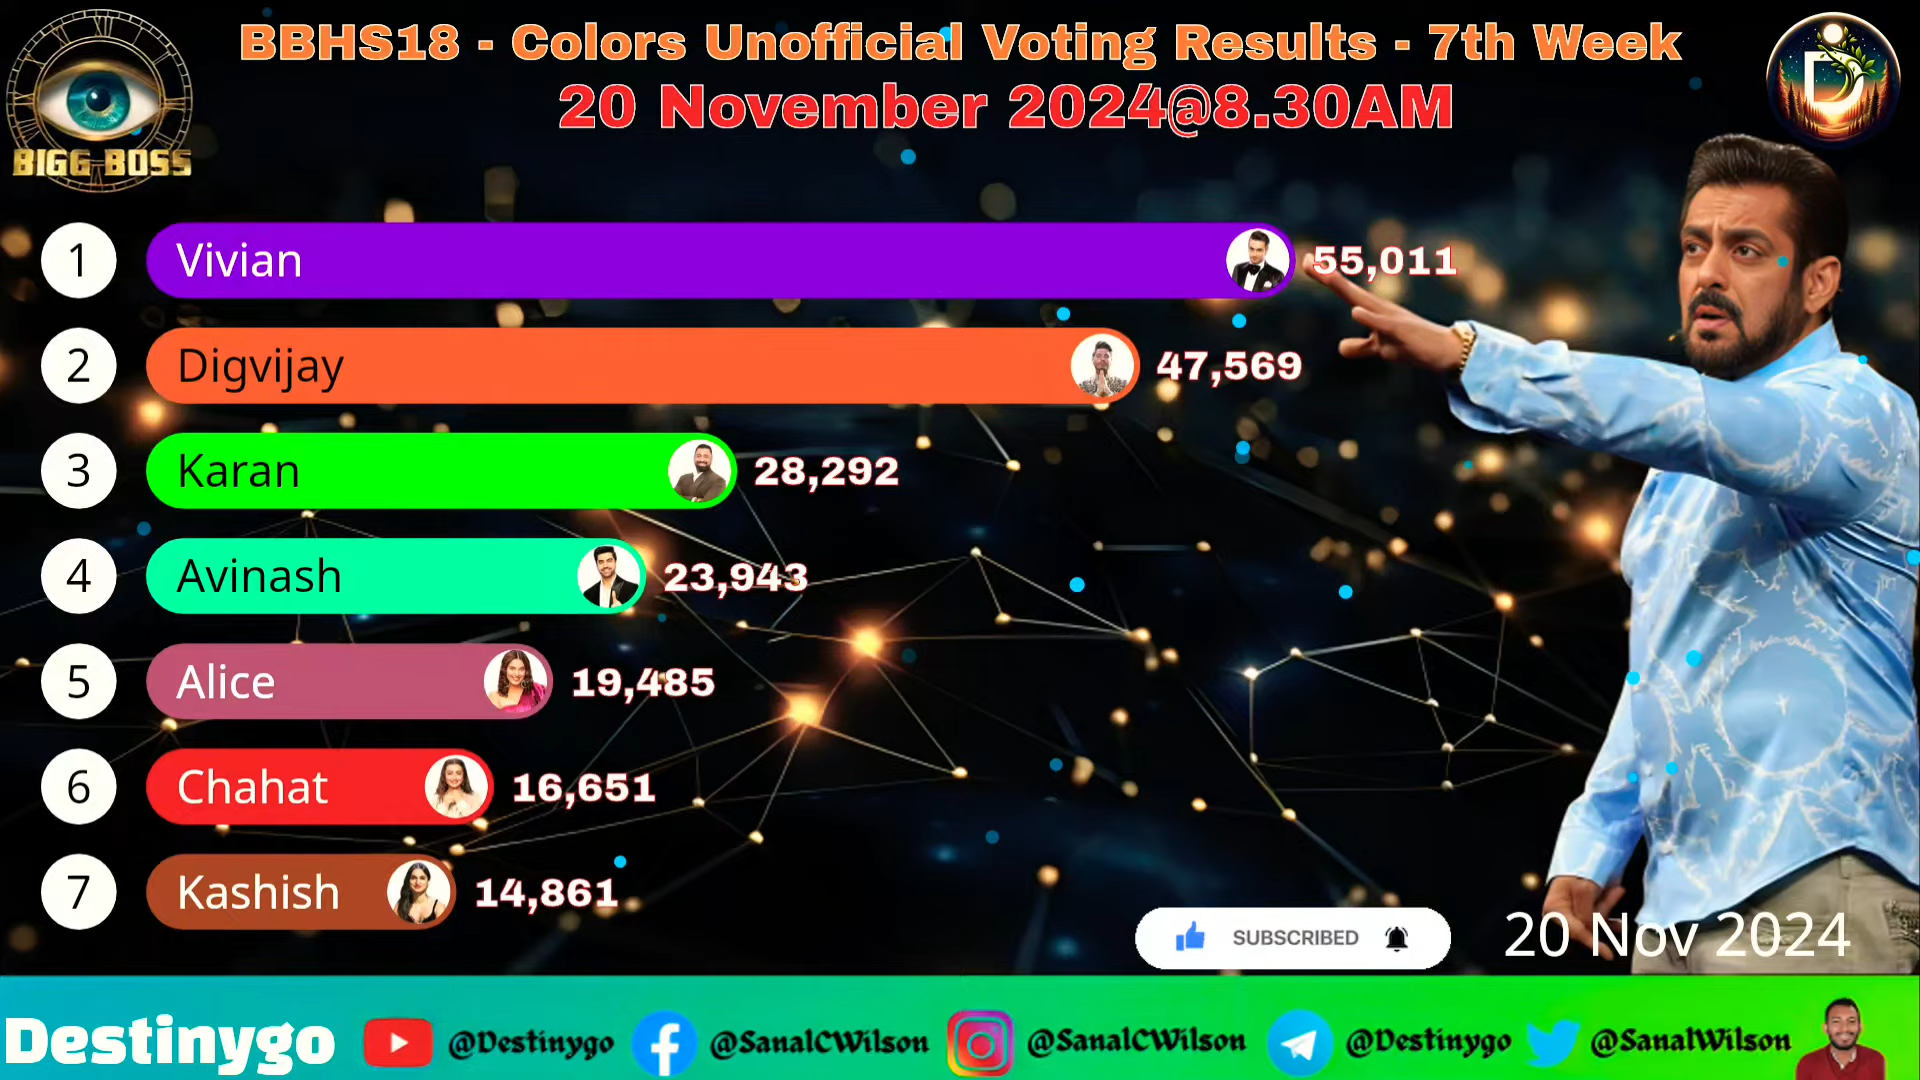 BBHS18 - Colors Unofficial Voting Results - 7th Week
20 November 2024@8.30AM
BIGG BOSS
D
1 Vivian 55,011
2 Digvijay 47,569
3 Karan 28,292
4 Avinash 23,943
5 Alice 19,485
6 Chahat 16,651
7 Kashish 14,861
SUBSCRIBED
20 Nov 2024
Destinygo @Destinygo @SanalCWilson @SanalCWilson @Destinygo @SanalWilson